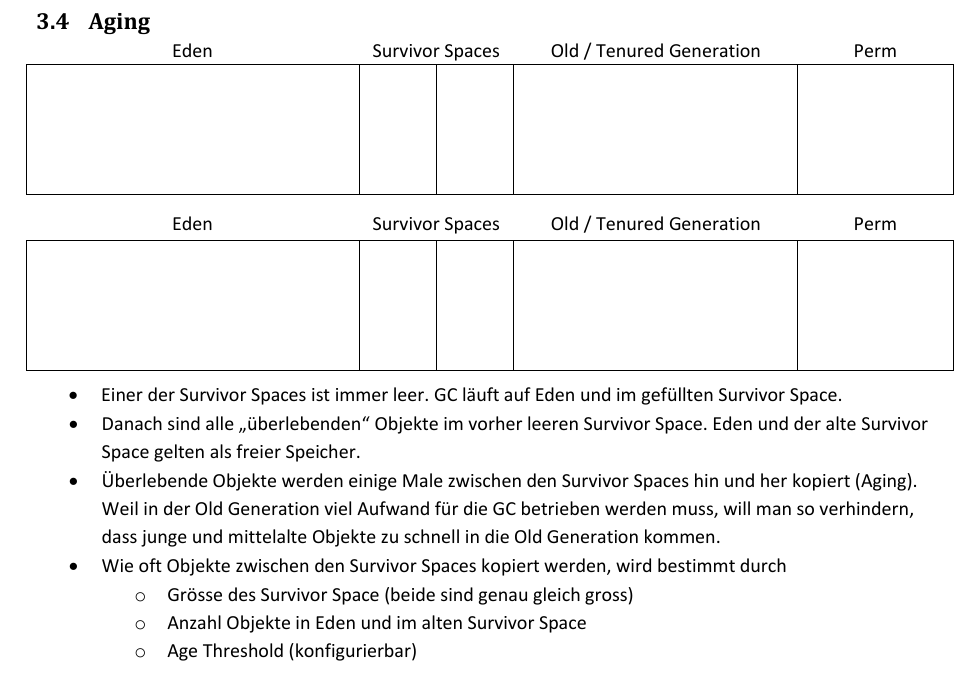 3.4 Aging
Eden Survivor Spaces Old / Tenured Generation Perm
Eden Survivor Spaces Old / Tenured Generation Perm
• Einer der Survivor Spaces ist immer leer. GC läuft auf Eden und im gefüllten Survivor Space.
• Danach sind alle „überlebenden“ Objekte im vorher leeren Survivor Space. Eden und der alte Survivor
Space gelten als freier Speicher.
• Überlebende Objekte werden einige Male zwischen den Survivor Spaces hin und her kopiert (Aging).
Weil in der Old Generation viel Aufwand für die GC betrieben werden muss, will man so verhindern,
dass junge und mittelalte Objekte zu schnell in die Old Generation kommen.
• Wie oft Objekte zwischen den Survivor Spaces kopiert werden, wird bestimmt durch
o Grösse des Survivor Space (beide sind genau gleich gross)
o Anzahl Objekte in Eden und im alten Survivor Space
o Age Threshold (konfigurierbar)